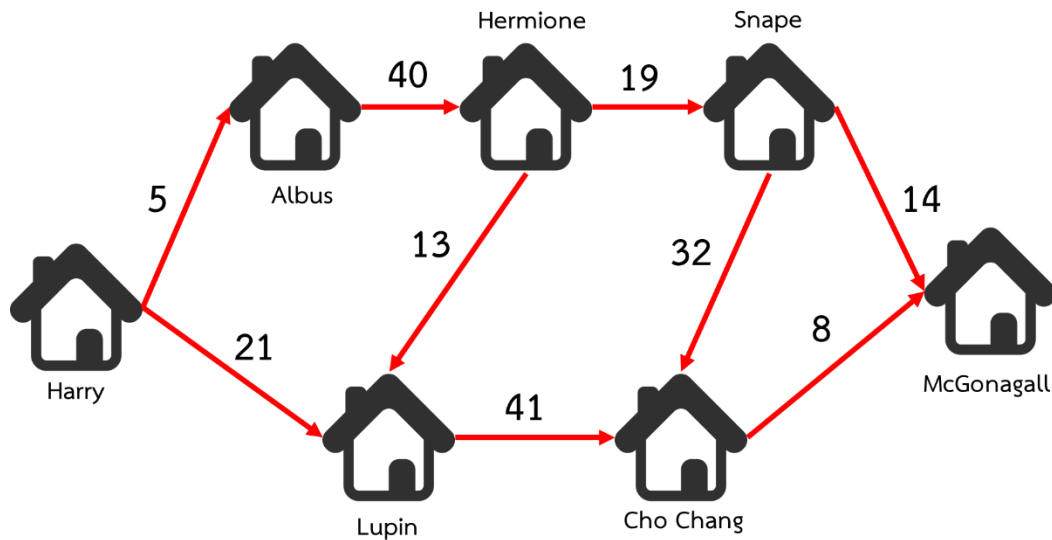 Hermione
Snape
40
19
Albus
5
13
32
14
21
8
Harry
McGonagall
41
Lupin
Cho Chang